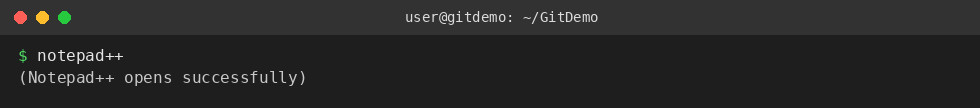 user@gitdemo: ~/GitDemo
$ notepad++
(Notepad++ opens successfully)